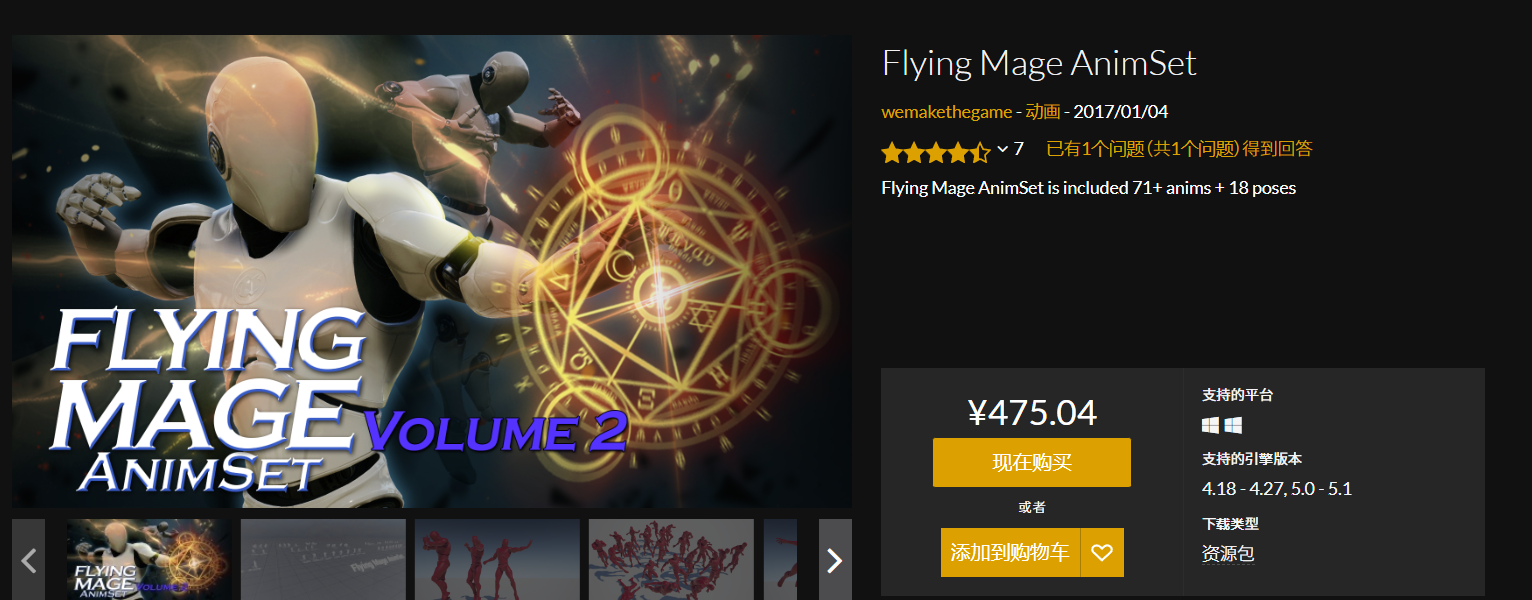 FLYING
MAGE VOLUME 2
ANIMSET
FLYING
MAGE VOLUME 2
ANIMSET
Flying Mage AnimSet
wemakethegame - 动画 - 2017/01/04
7 已有1个问题 (共1个问题) 得到回答
Flying Mage AnimSet is included 71+ anims + 18 poses
¥475.04
现在购买
或者
添加到购物车
支持的平台
支持的引擎版本
4.18 - 4.27, 5.0 - 5.1
下载类型
资源包